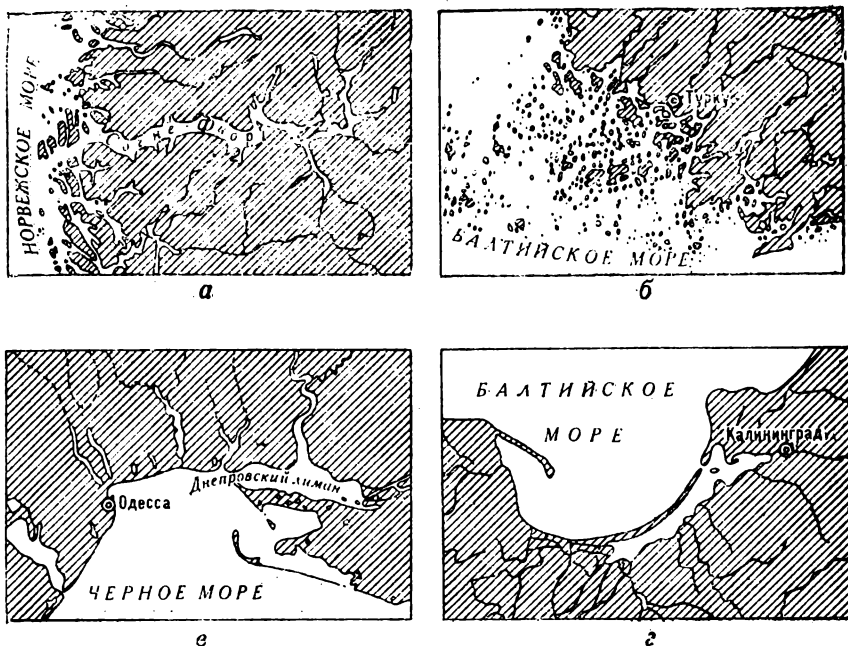 НОРВЕЖСКОЕ МОРЕ
а
Турку
БАЛТИЙСКОЕ МОРЕ
б
Одесса
Днепровский лиман
ЧЕРНОЕ МОРЕ
в
БАЛТИЙСКОЕ
МОРЕ
Калининград
г